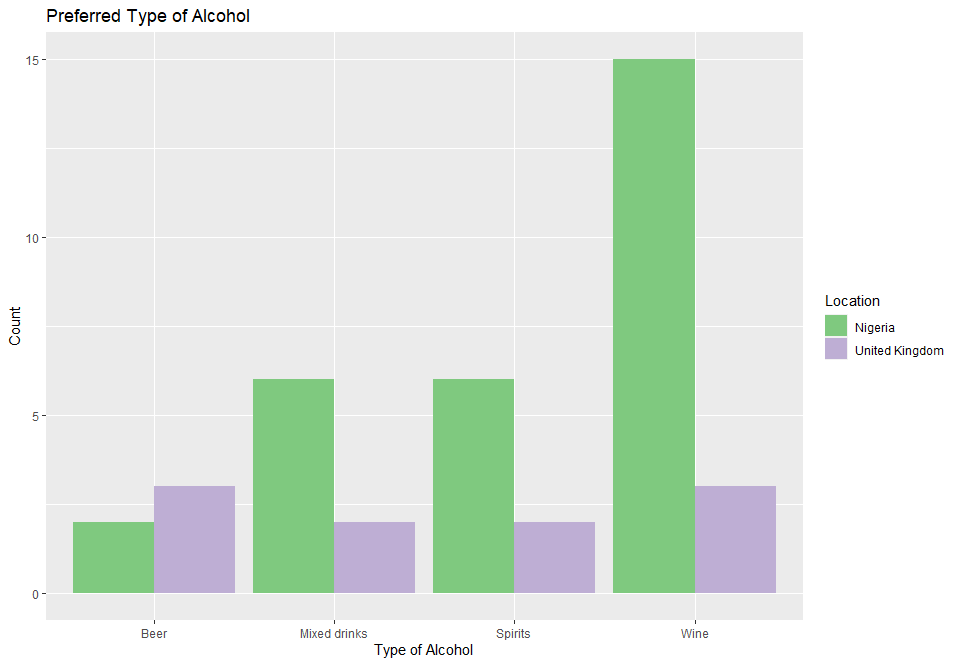 Preferred Type of Alcohol
15
10
5
0
Count
Beer
Mixed drinks
Spirits
Wine
Type of Alcohol
Location
Nigeria
United Kingdom